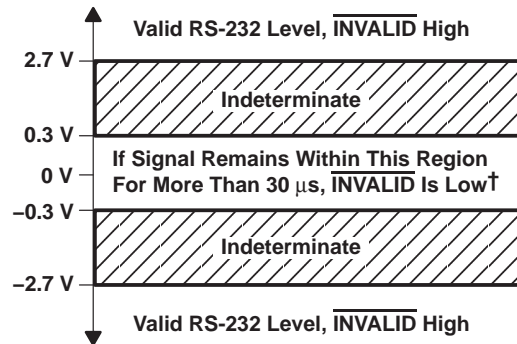 Valid RS-232 Level, INVALID High
2.7 V
Indeterminate
0.3 V
If Signal Remains Within This Region
0 V
For More Than 30 μs, INVALID Is Low†
–0.3 V
Indeterminate
–2.7 V
Valid RS-232 Level, INVALID High